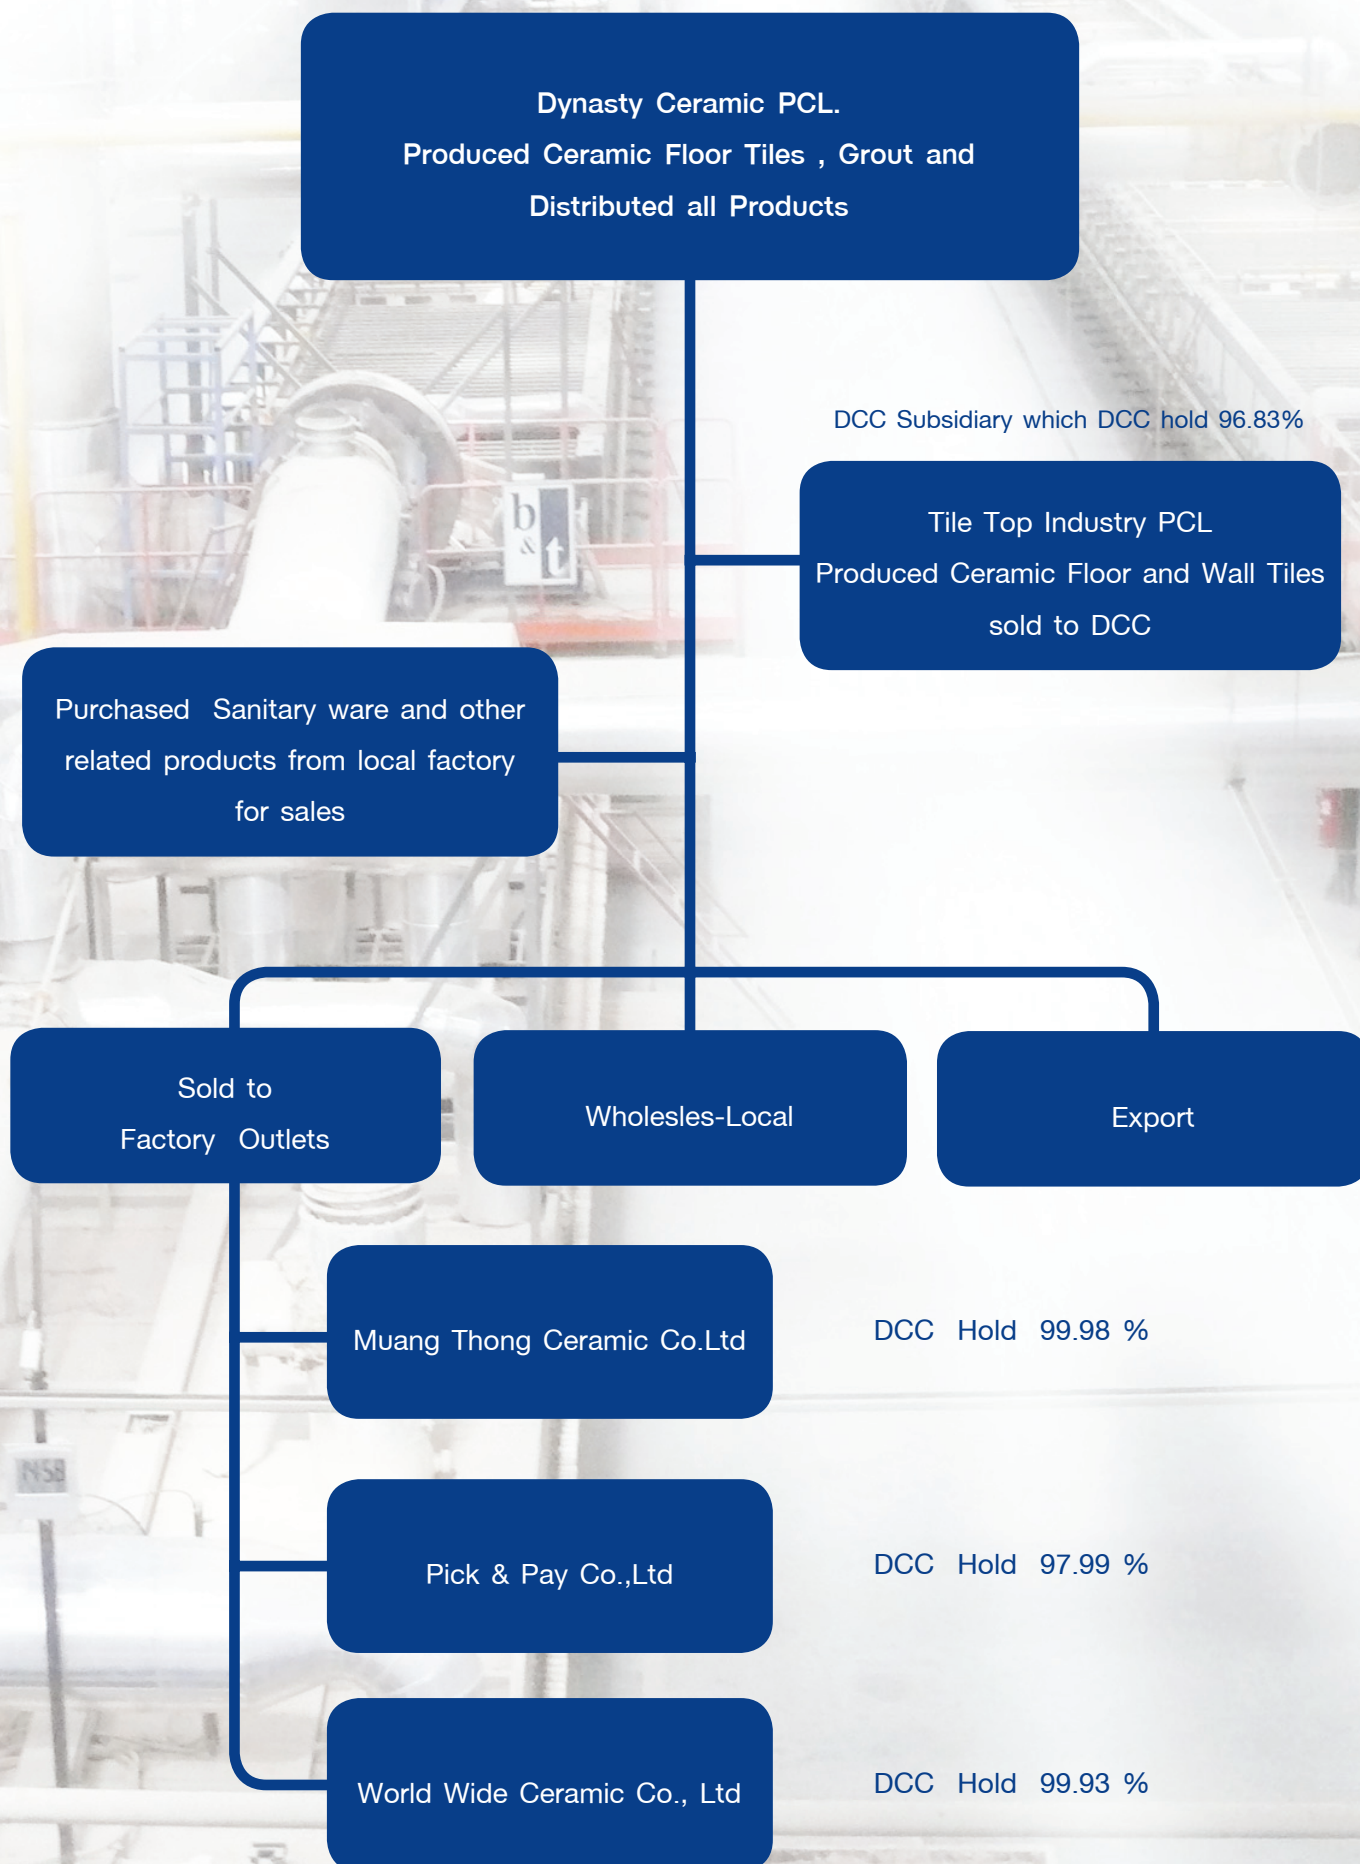 Dynasty Ceramic PCL.
Produced Ceramic Floor Tiles , Grout and
Distributed all Products
DCC Subsidiary which DCC hold 96.83%
Tile Top Industry PCL
Produced Ceramic Floor and Wall Tiles
sold to DCC
b
&
t
Purchased Sanitary ware and other
related products from local factory
for sales
Sold to
Factory Outlets
Wholesles-Local
Export
Muang Thong Ceramic Co.Ltd
DCC Hold 99.98 %
Pick & Pay Co.,Ltd
DCC Hold 97.99 %
World Wide Ceramic Co., Ltd
DCC Hold 99.93 %